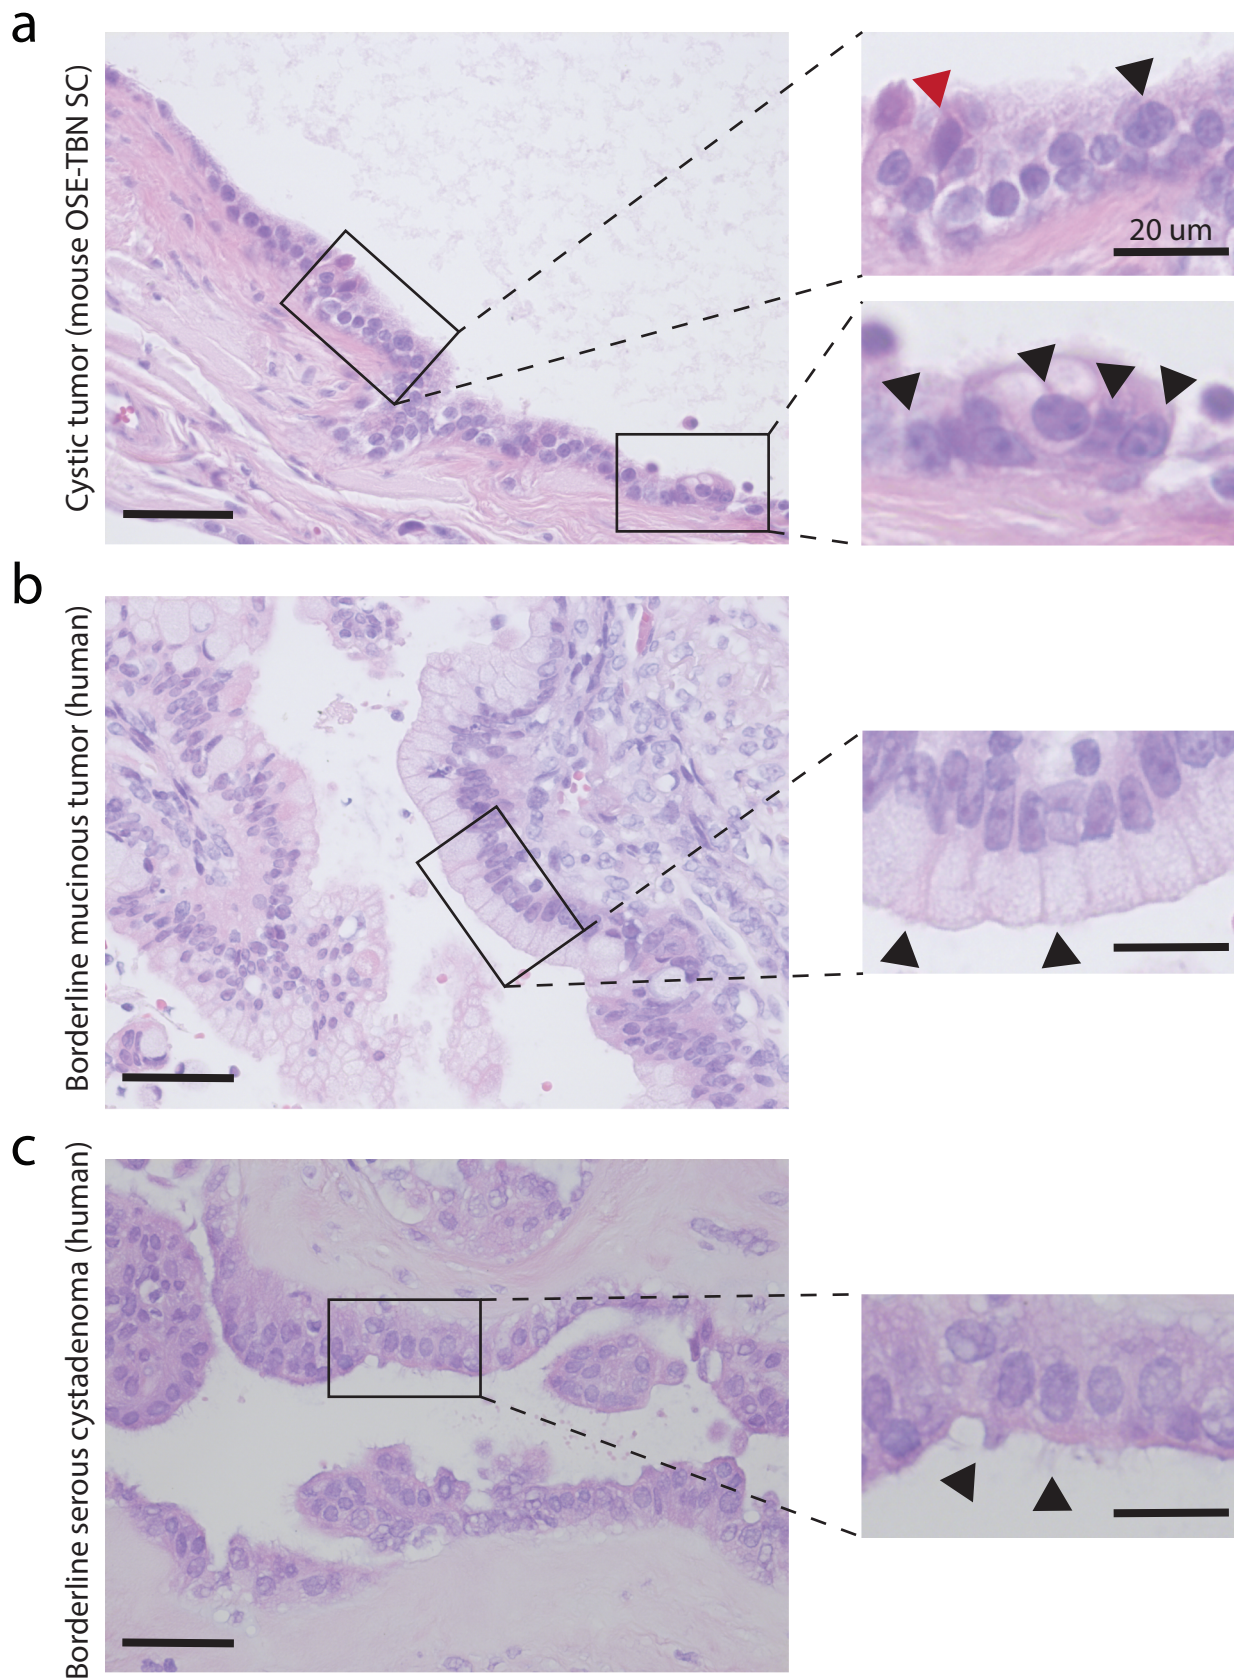 a
Cystic tumor (mouse OSE-TBN SC)
20 um
b
Borderline mucinous tumor (human)
c
Borderline serous cystadenoma (human)